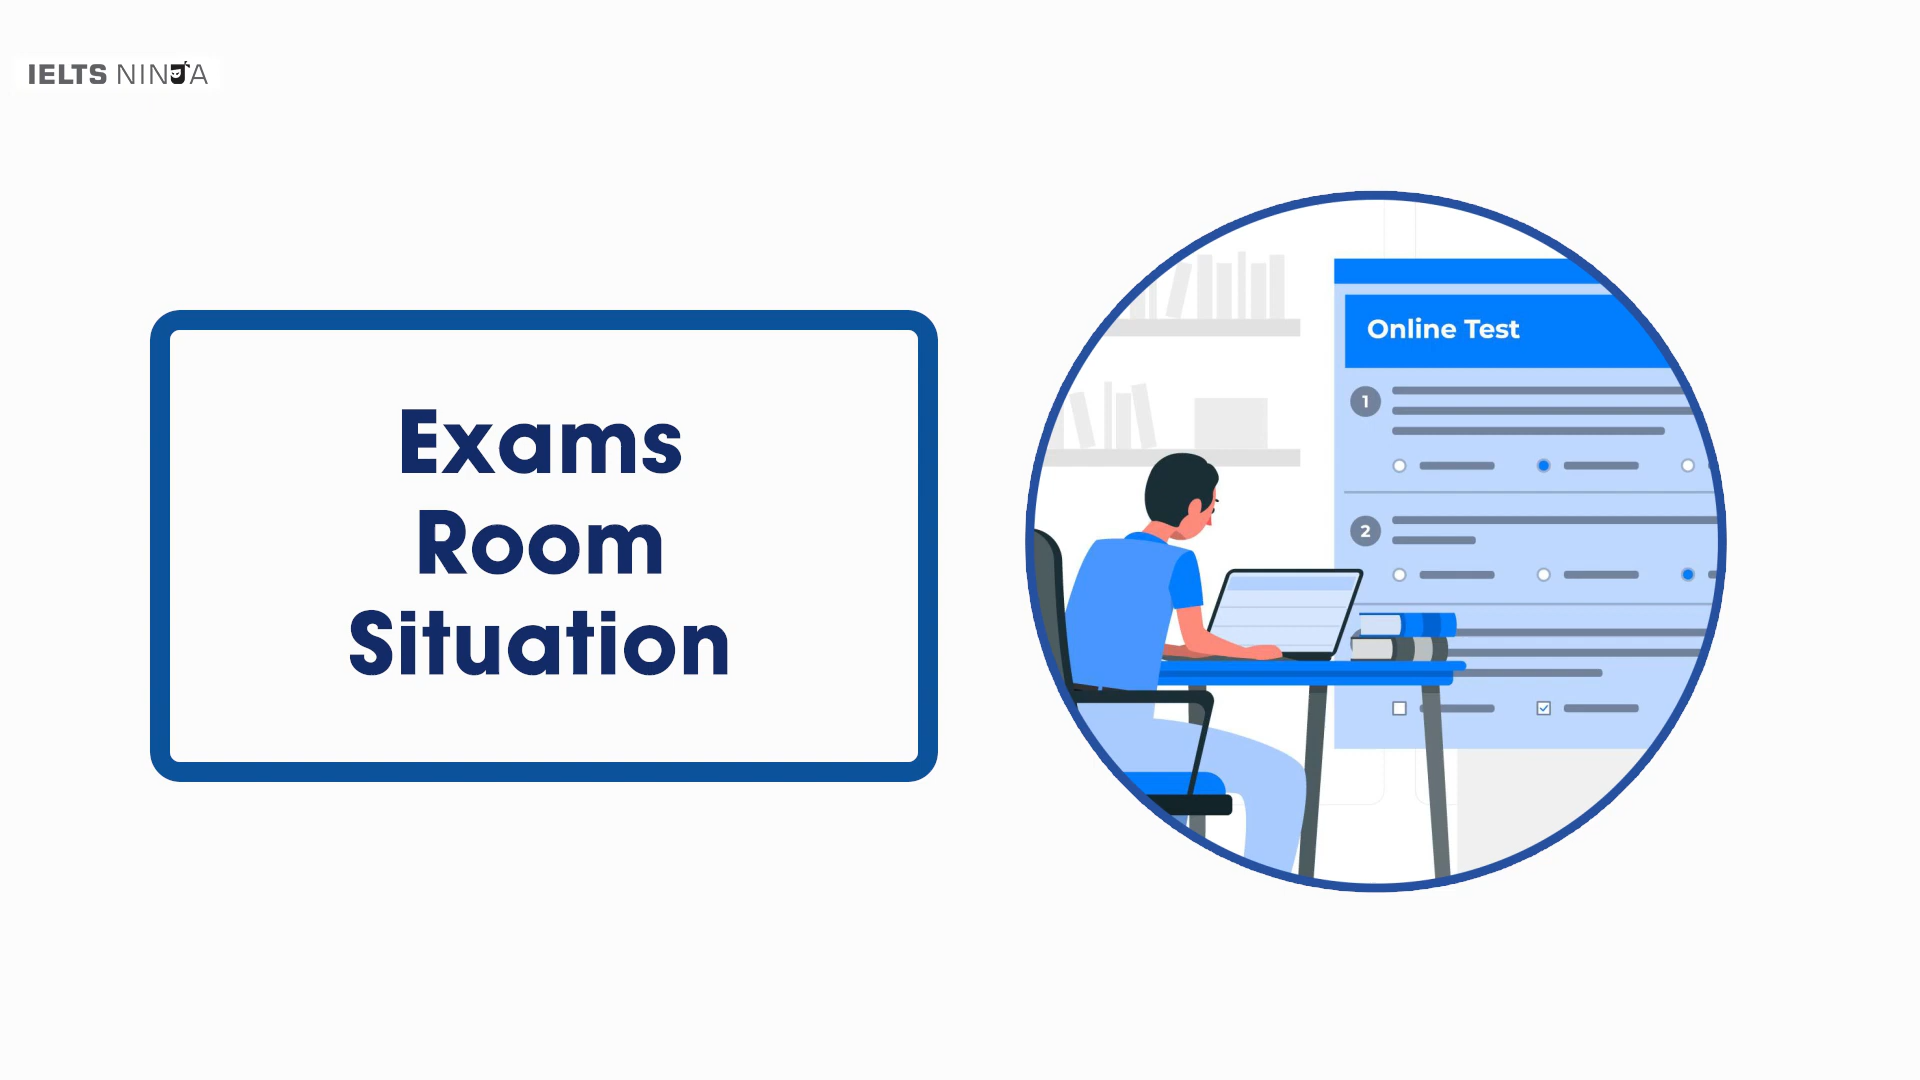 IELTS NINJA
Exams
Room
Situation
Online Test
1
2